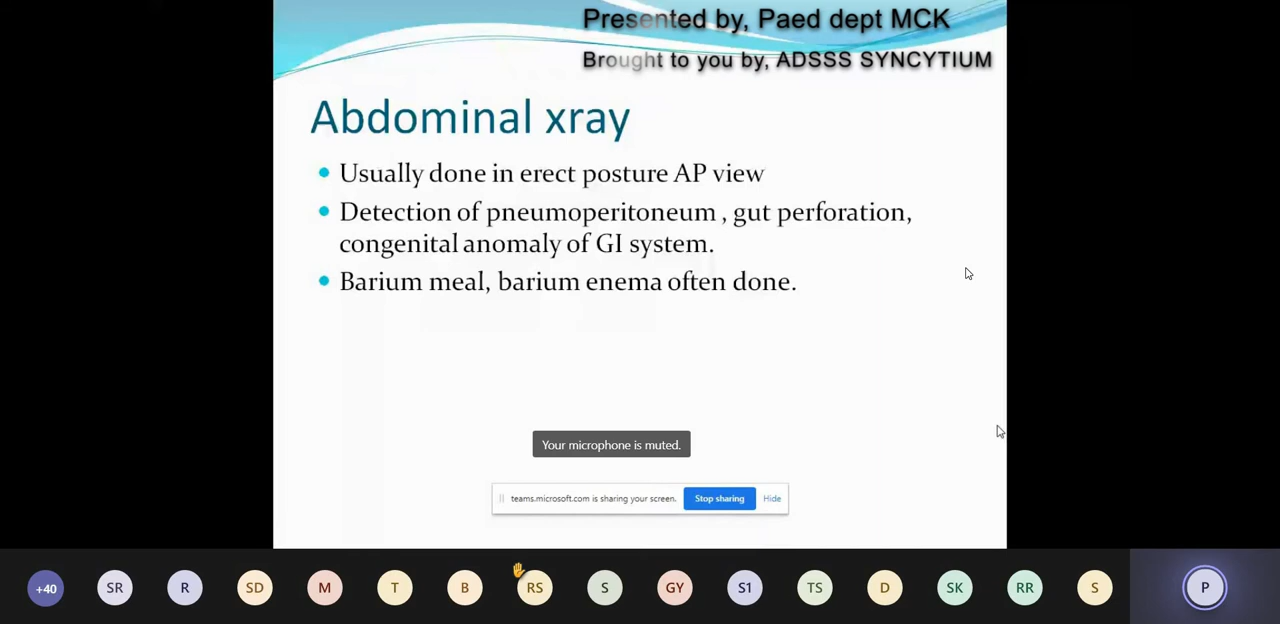 Presented by, Paed dept MCK
Brought to you by, ADSSS SYNCYTIUM
Abdominal xray
Usually done in erect posture AP view
Detection of pneumoperitoneum , gut perforation,
congenital anomaly of GI system.
Barium meal, barium enema often done.
Your microphone is muted.
teams.microsoft.com is sharing your screen. Stop sharing Hide
+40 SR R SD M T B RS S GY S1 TS D SK RR S P